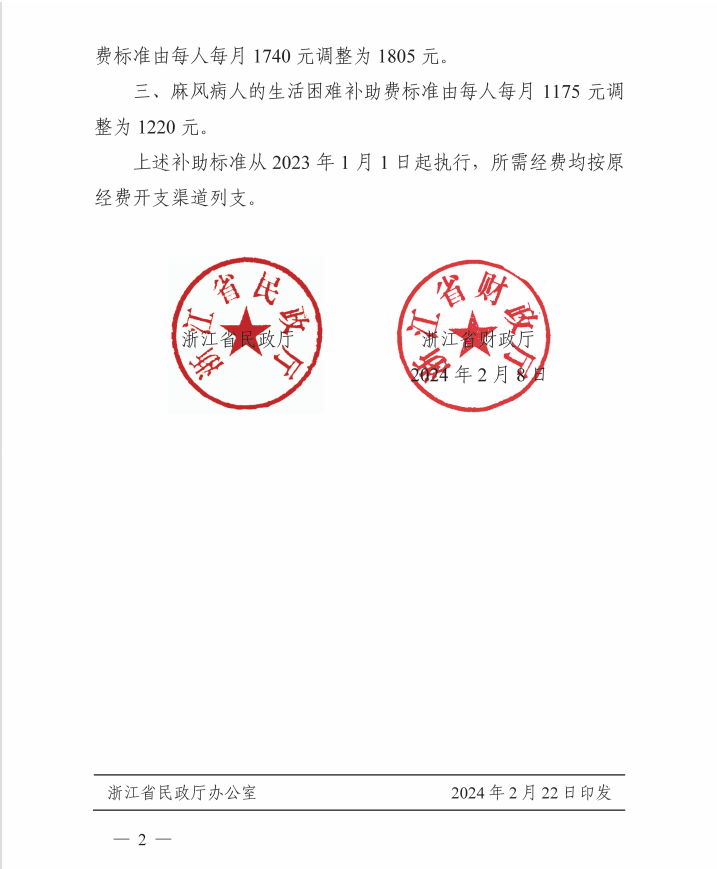 费标准由每人每月 1740 元调整为 1805 元。
三、麻风病人的生活困难补助费标准由每人每月 1175 元调
整为 1220 元。
上述补助标准从 2023 年 1 月 1 日起执行，所需经费均按原
经费开支渠道列支。
浙江省民政厅
浙江省财政厅
浙江省民政厅
浙江省财政厅
2024 年 2 月 8 日
浙江省民政厅办公室
2024 年 2 月 22 日印发
— 2 —